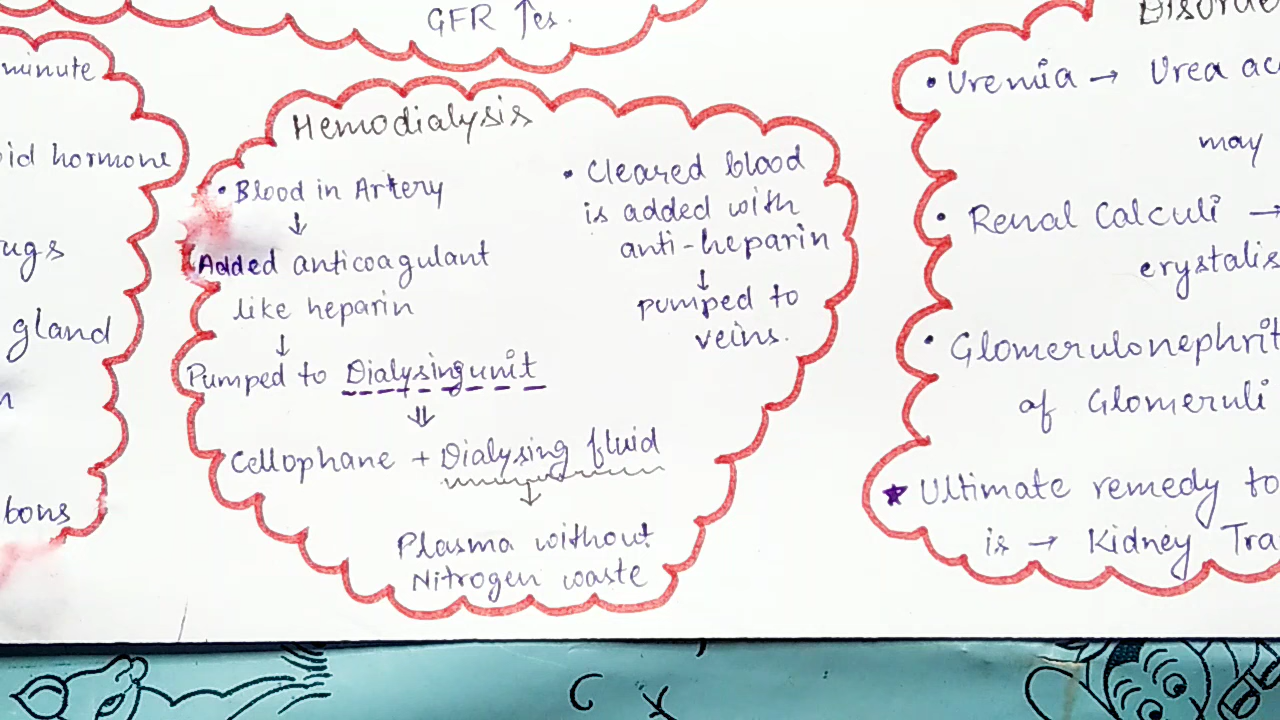 GFR ↑es.
minute
oid hormone
ugs
gland
n
bons
Hemodialysis
• Blood in Artery
↓
Added anticoagulant
like heparin
↓
Pumped to Dialysing unit
⇓
Cellophane + Dialysing fluid
↓
Plasma without
Nitrogen waste
• Cleared blood
is added with
anti-heparin
↓
pumped to
veins.
Disorde
• Uremia → Urea ac
may
• Renal Calculi →
crystalis
• Glomerulonephrit
of Glomeruli
★ Ultimate remedy to
is → Kidney Tra